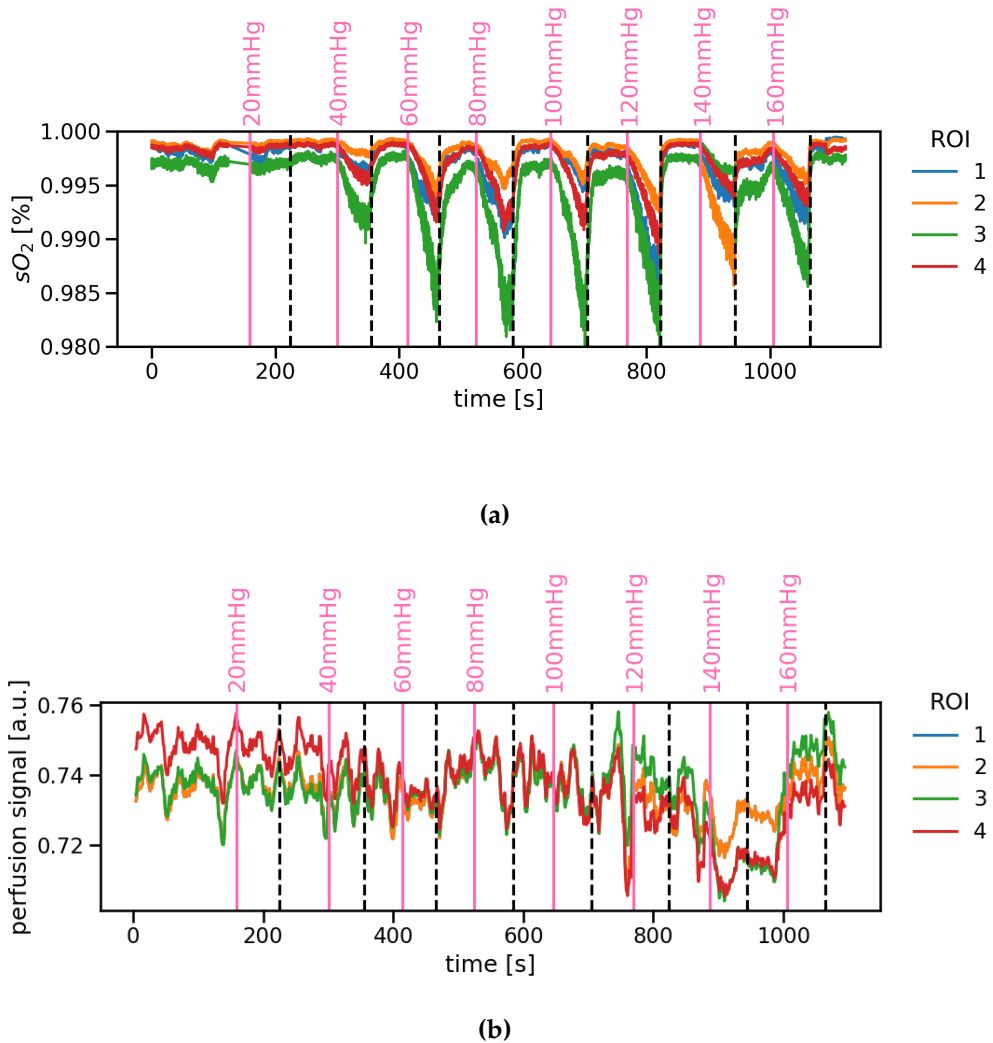 20mmHg 40mmHg 60mmHg 80mmHg 100mmHg 120mmHg 140mmHg 160mmHg
1.000
0.995
0.990
0.985
0.980
sO₂ [%]
0 200 400 600 800 1000
time [s]
ROI
1
2
3
4
(a)
20mmHg 40mmHg 60mmHg 80mmHg 100mmHg 120mmHg 140mmHg 160mmHg
0.76
0.74
0.72
perfusion signal [a.u.]
0 200 400 600 800 1000
time [s]
ROI
1
2
3
4
(b)